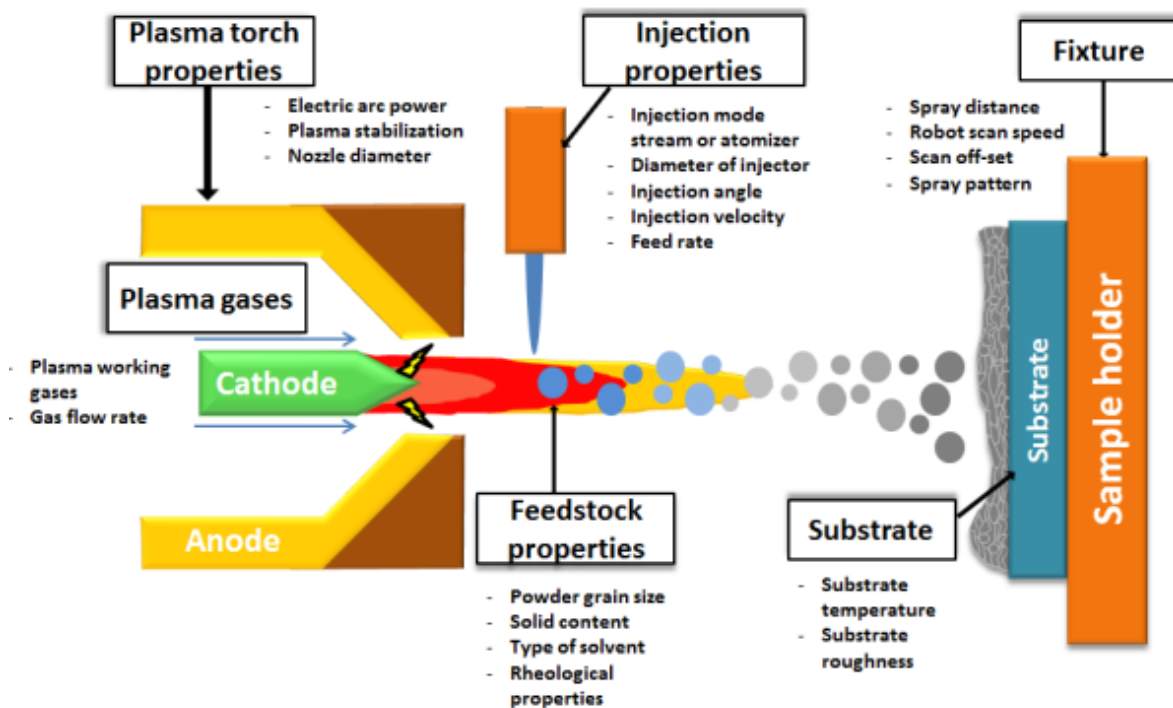 Plasma torch
properties
- Electric arc power
- Plasma stabilization
- Nozzle diameter
Injection
properties
- Injection mode
stream or atomizer
- Diameter of injector
- Injection angle
- Injection velocity
- Feed rate
Fixture
- Spray distance
- Robot scan speed
- Scan off-set
- Spray pattern
Plasma gases
- Plasma working
gases
- Gas flow rate
Cathode
Anode
Feedstock
properties
- Powder grain size
- Solid content
- Type of solvent
- Rheological
properties
Substrate
- Substrate
temperature
- Substrate
roughness
Substrate
Sample holder